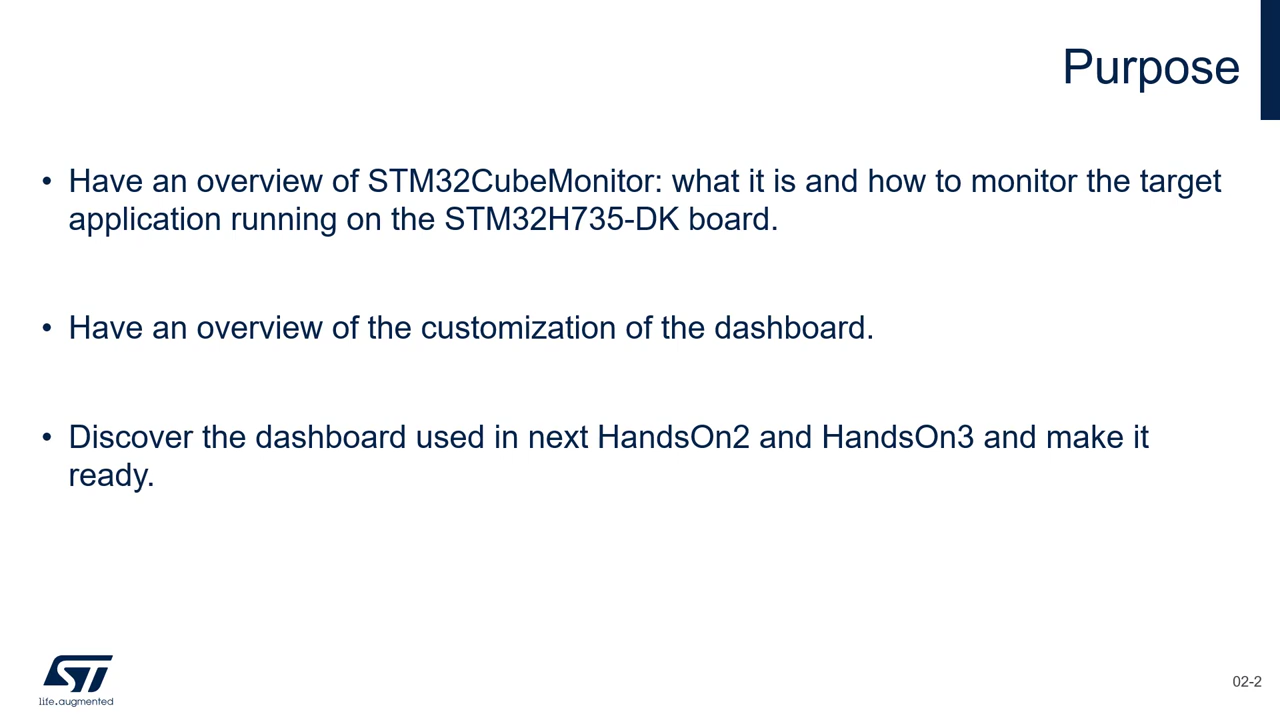 Purpose
• Have an overview of STM32CubeMonitor: what it is and how to monitor the target
application running on the STM32H735-DK board.
• Have an overview of the customization of the dashboard.
• Discover the dashboard used in next HandsOn2 and HandsOn3 and make it
ready.
ST
life.augmented
02-2